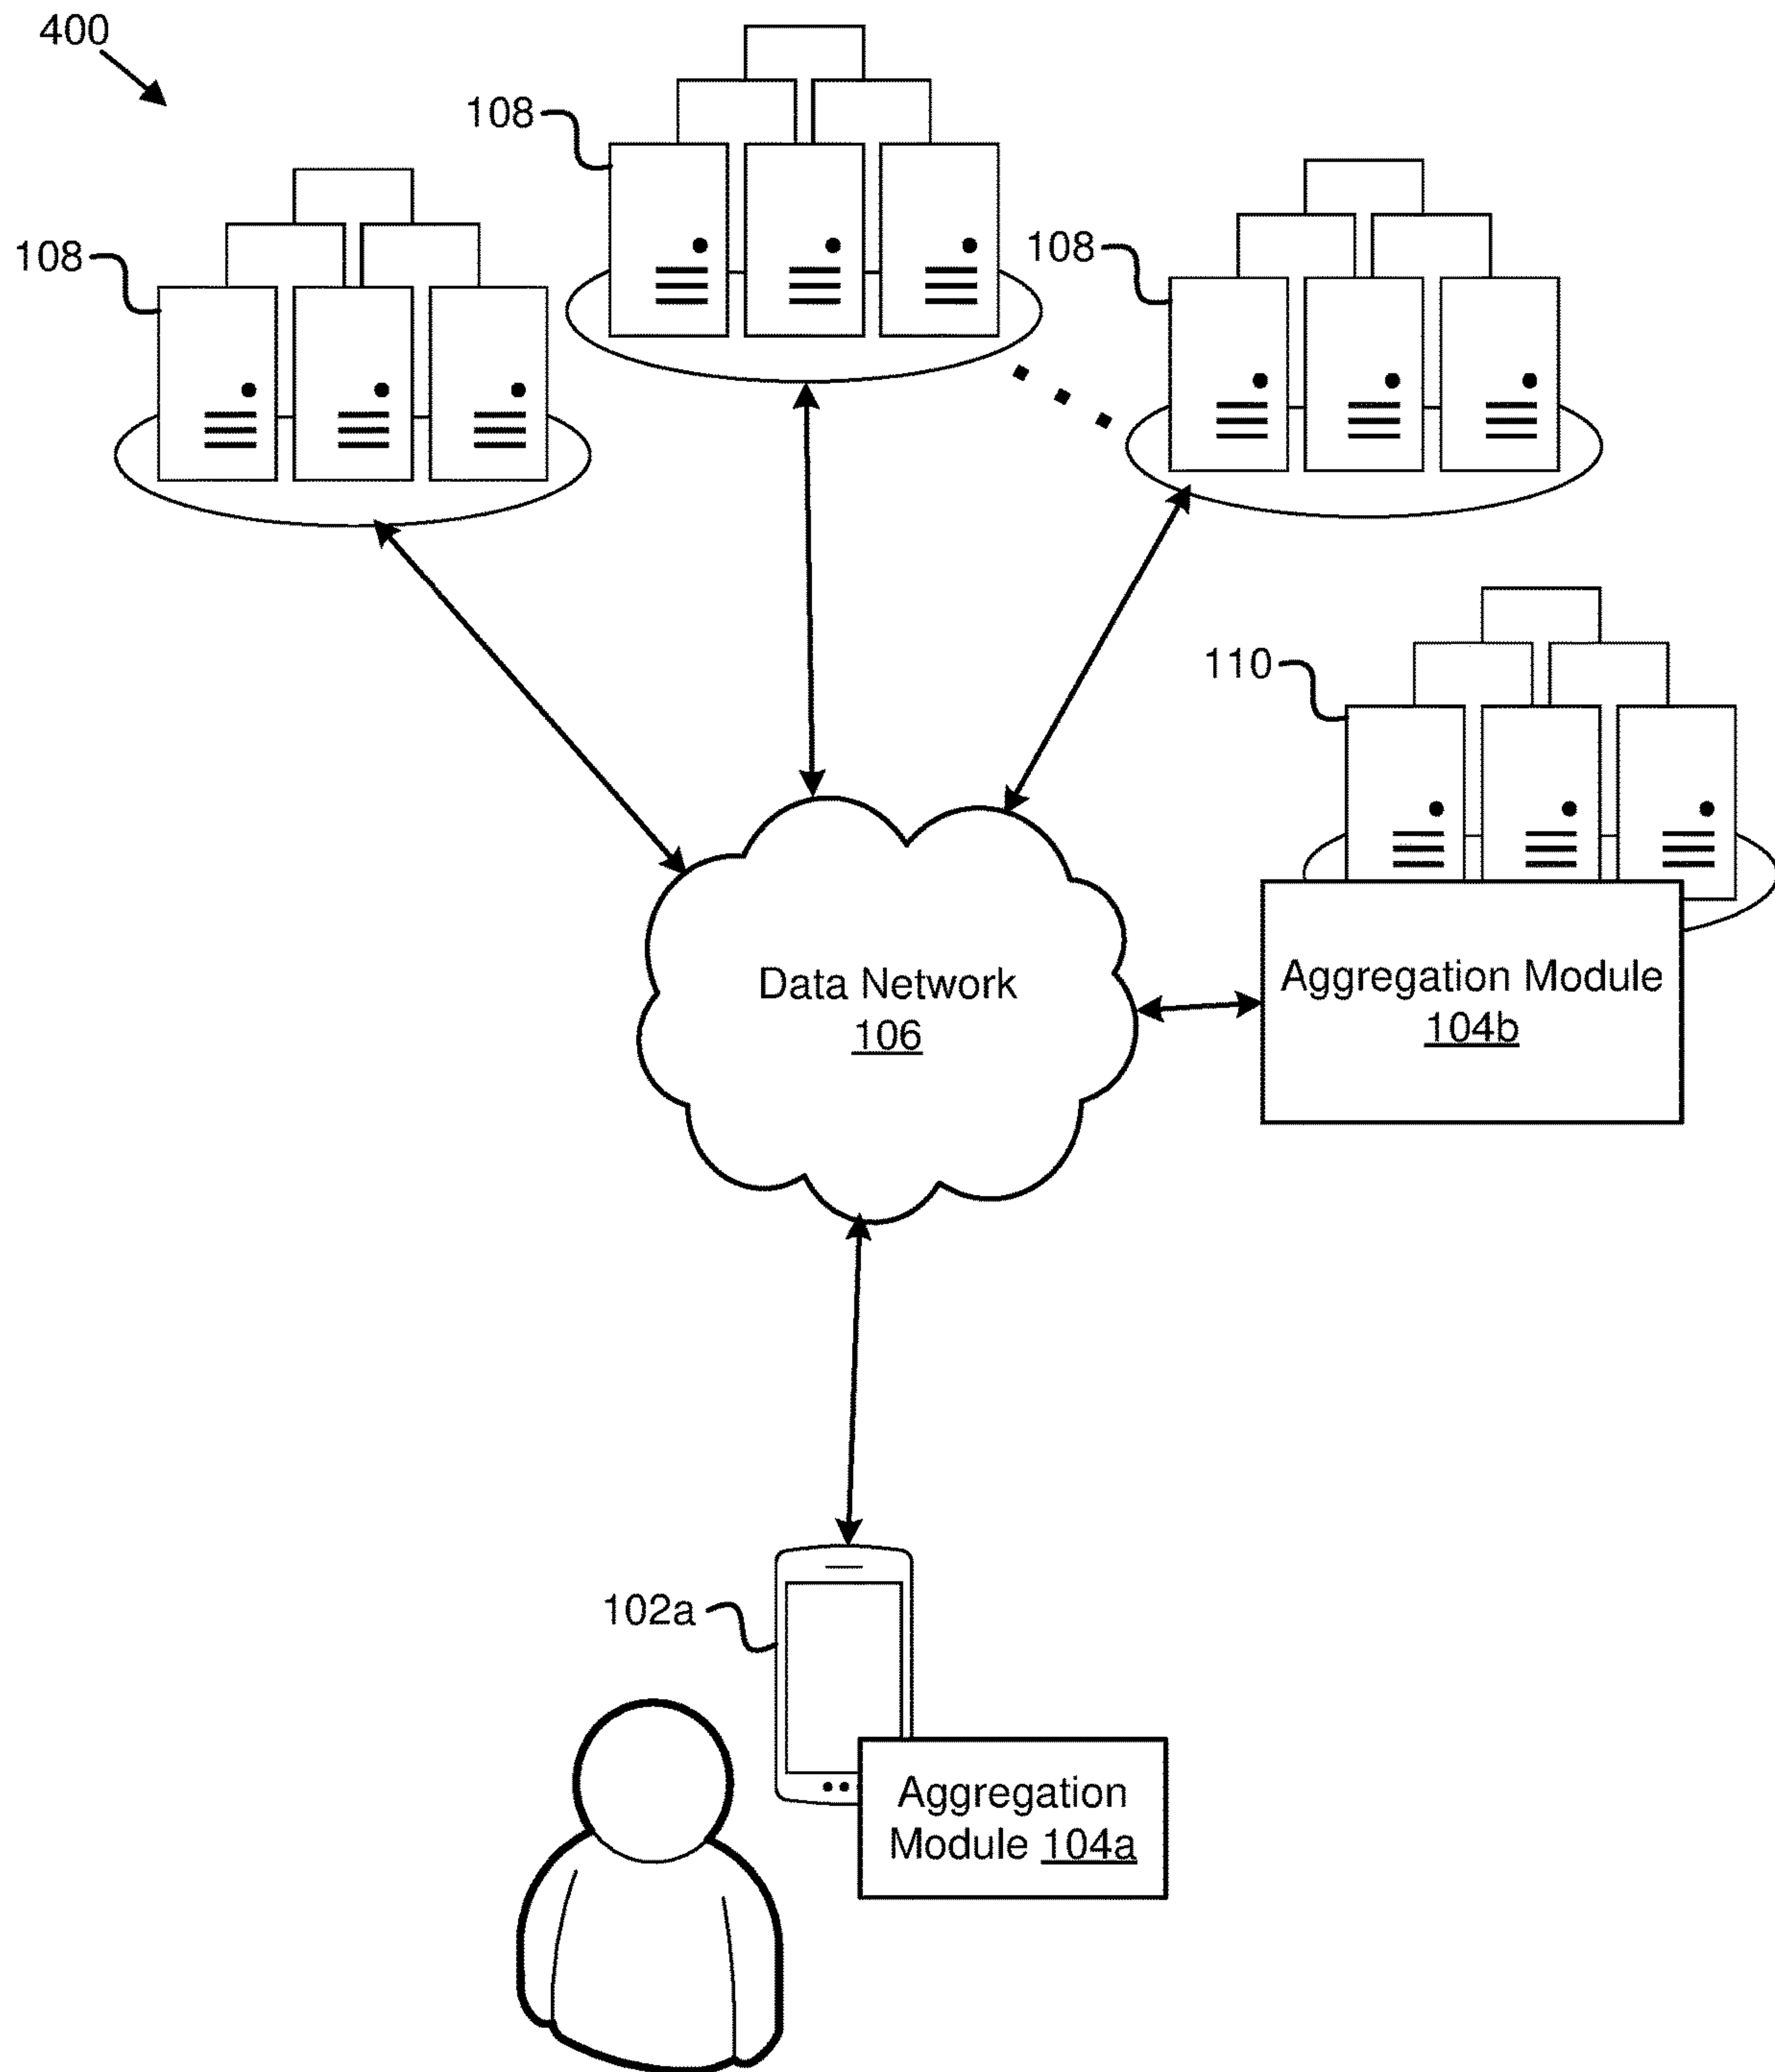 400
108
108
108
110
Data Network
106
Aggregation Module
104b
102a
Aggregation
Module 104a